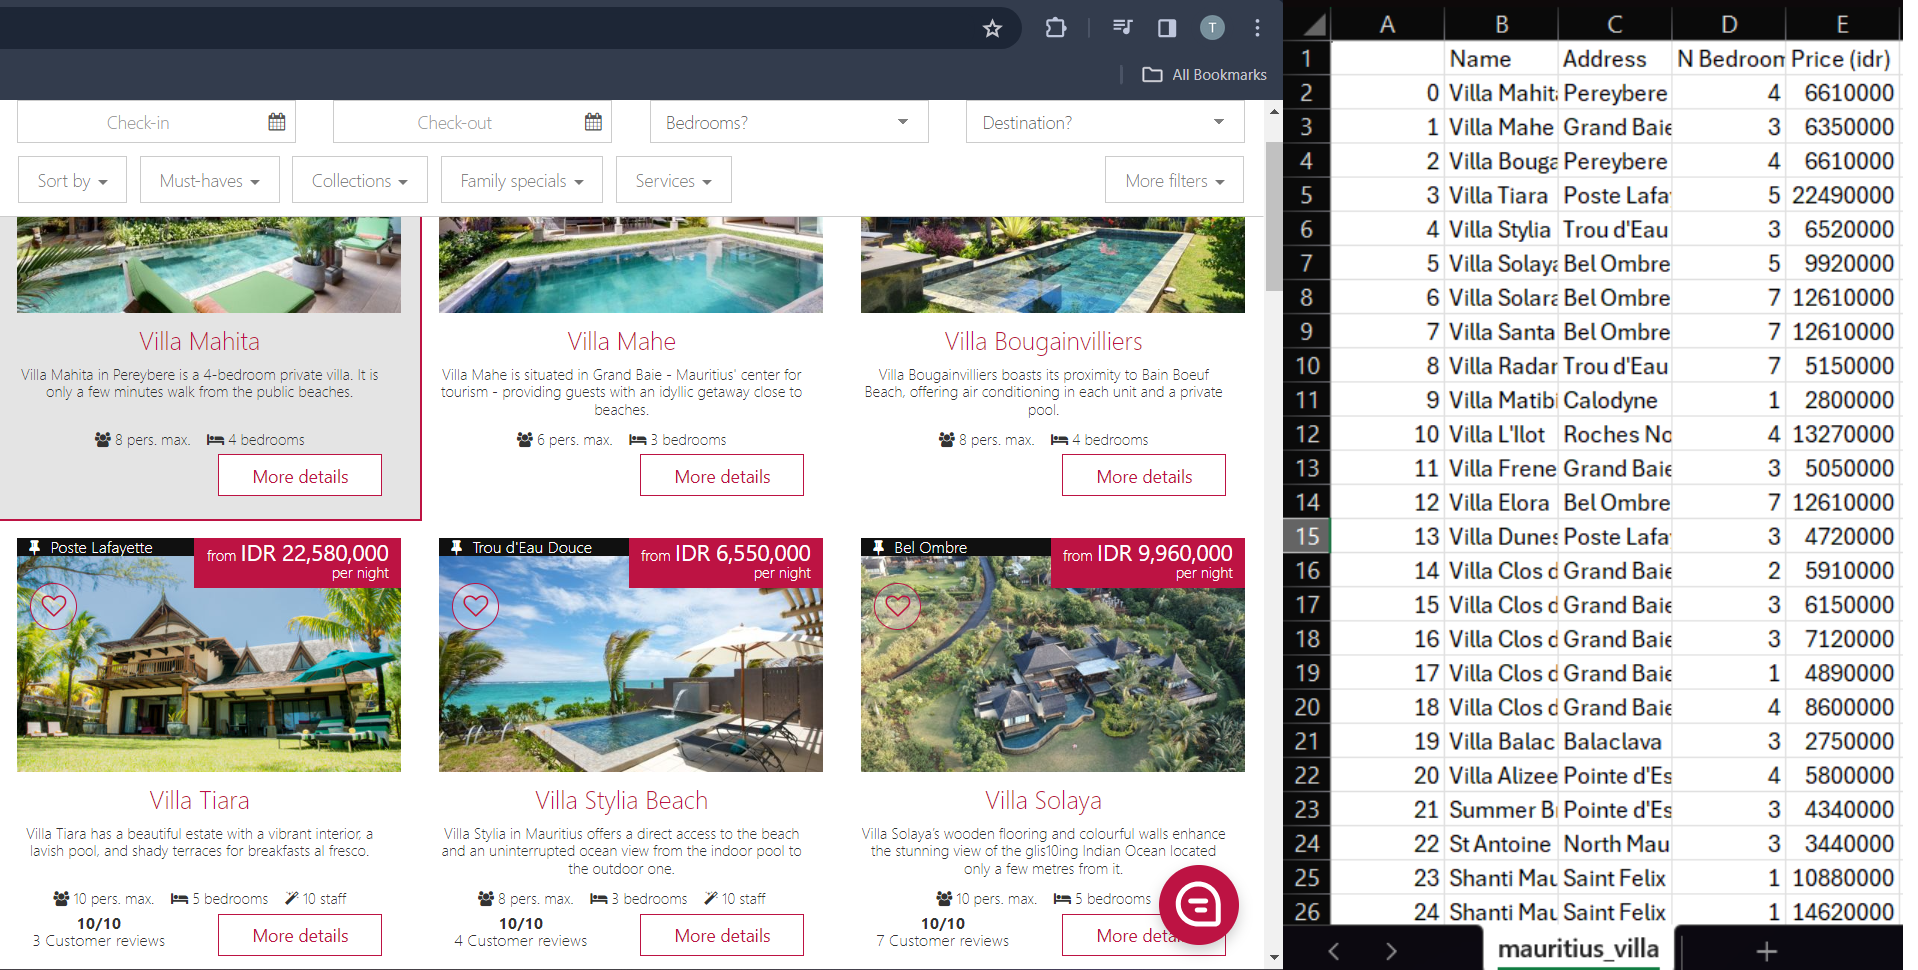 T
All Bookmarks
Check-in
Check-out
Bedrooms?
Destination?
Sort by
Must-haves
Collections
Family specials
Services
More filters
Villa Mahita
Villa Mahita in Pereybere is a 4-bedroom private villa. It is
only a few minutes walk from the public beaches.
8 pers. max. 4 bedrooms
More details
Villa Mahe
Villa Mahe is situated in Grand Baie - Mauritius' center for
tourism - providing guests with an idyllic getaway close to
beaches.
6 pers. max. 3 bedrooms
More details
Villa Bougainvilliers
Villa Bougainvilliers boasts its proximity to Bain Boeuf
Beach, offering air conditioning in each unit and a private
pool.
8 pers. max. 4 bedrooms
More details
Poste Lafayette
from IDR 22,580,000
per night
Villa Tiara
Villa Tiara has a beautiful estate with a vibrant interior, a
lavish pool, and shady terraces for breakfasts al fresco.
10 pers. max. 5 bedrooms 10 staff
10/10
3 Customer reviews
More details
Trou d'Eau Douce
from IDR 6,550,000
per night
Villa Stylia Beach
Villa Stylia in Mauritius offers a direct access to the beach
and an uninterrupted ocean view from the indoor pool to
the outdoor one.
8 pers. max. 3 bedrooms 10 staff
10/10
4 Customer reviews
More details
Bel Ombre
from IDR 9,960,000
per night
Villa Solaya
Villa Solaya's wooden flooring and colourful walls enhance
the stunning view of the glis10ing Indian Ocean located
only a few metres from it.
10 pers. max. 5 bedrooms
10/10
7 Customer reviews
More deta
A B C D E
1 Name Address N Bedroom Price (idr)
2 0 Villa Mahita Pereybere 4 6610000
3 1 Villa Mahe Grand Baie 3 6350000
4 2 Villa Bouga Pereybere 4 6610000
5 3 Villa Tiara Poste Lafa 5 22490000
6 4 Villa Stylia Trou d'Eau 3 6520000
7 5 Villa Solaya Bel Ombre 5 9920000
8 6 Villa Solara Bel Ombre 7 12610000
9 7 Villa Santa Bel Ombre 7 12610000
10 8 Villa Radar Trou d'Eau 7 5150000
11 9 Villa Matibi Calodyne 1 2800000
12 10 Villa L'Ilot Roches No 4 13270000
13 11 Villa Frene Grand Baie 3 5050000
14 12 Villa Elora Bel Ombre 7 12610000
15 13 Villa Dunes Poste Lafa 3 4720000
16 14 Villa Clos d Grand Baie 2 5910000
17 15 Villa Clos d Grand Baie 3 6150000
18 16 Villa Clos d Grand Baie 3 7120000
19 17 Villa Clos d Grand Baie 1 4890000
20 18 Villa Clos d Grand Baie 4 8600000
21 19 Villa Balac Balaclava 3 2750000
22 20 Villa Alizee Pointe d'Es 4 5800000
23 21 Summer B Pointe d'Es 3 4340000
24 22 St Antoine North Mau 3 3440000
25 23 Shanti Mau Saint Felix 1 10880000
26 24 Shanti Mau Saint Felix 1 14620000
mauritius_villa